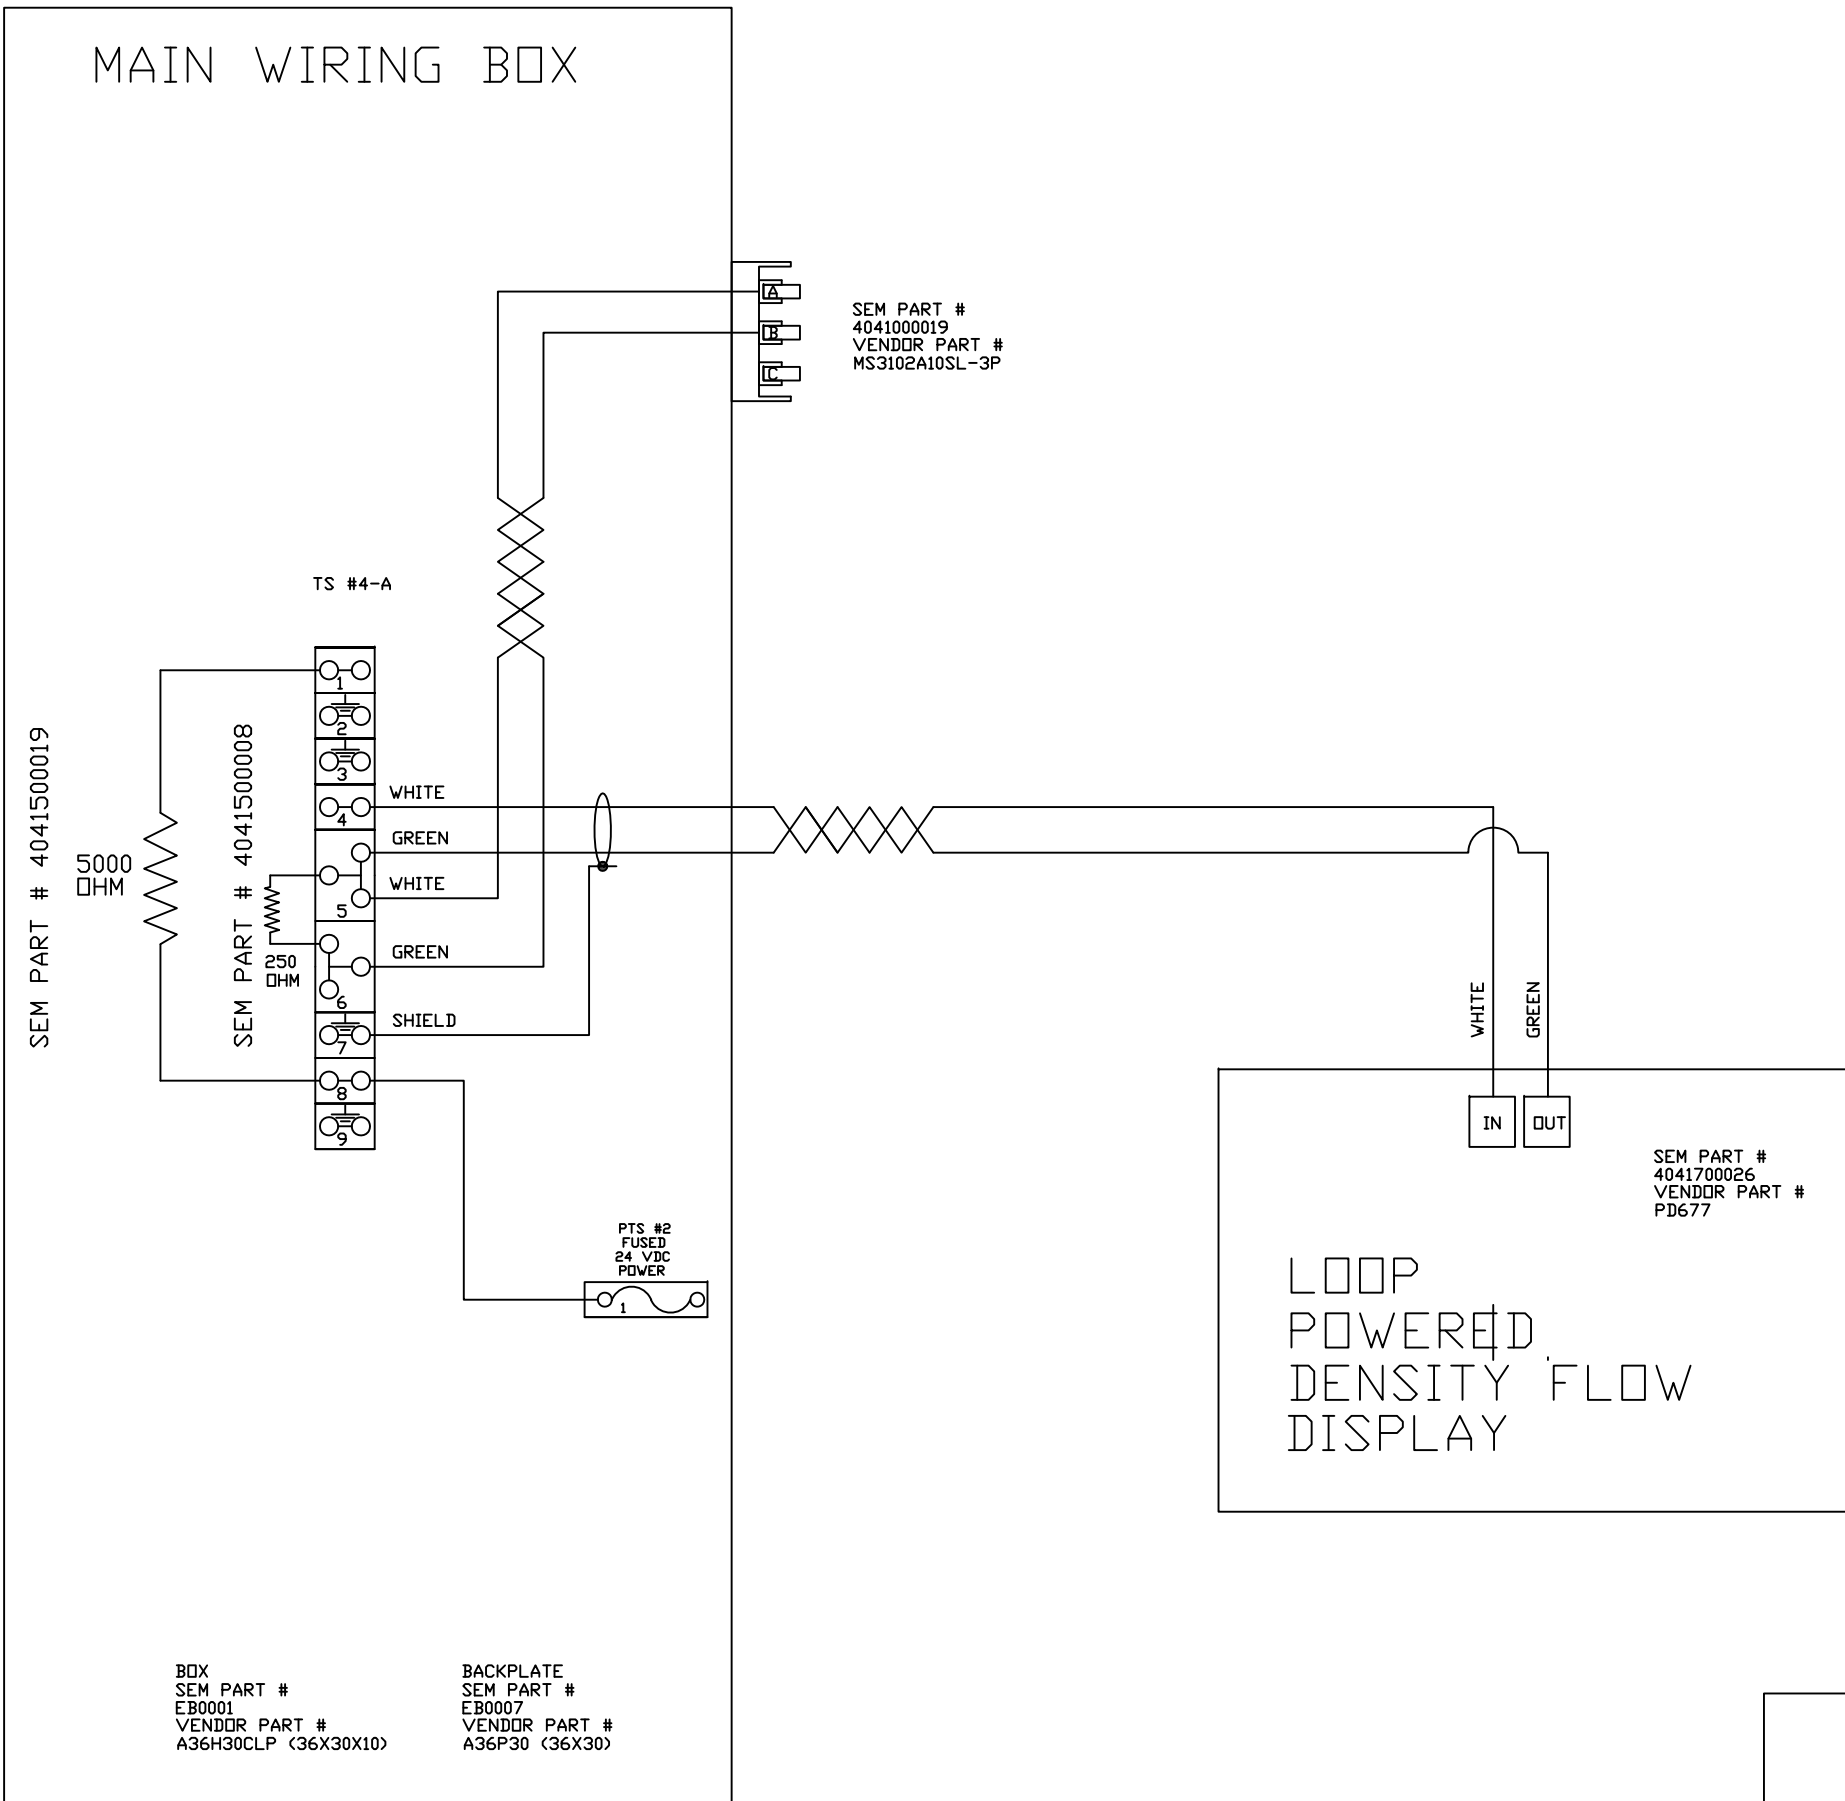 MAIN WIRING BOX
A
B
C
SEM PART #
4041000019
VENDOR PART #
MS3102A10SL-3P
TS #4-A
SEM PART # 4041500019
5000
OHM
SEM PART # 4041500008
250
OHM
1
2
3
4
5
6
7
8
9
WHITE
GREEN
WHITE
GREEN
SHIELD
WHITE
GREEN
IN
OUT
SEM PART #
4041700026
VENDOR PART #
PD677
PTS #2
FUSED
24 VDC
POWER
1
LOOP
POWERED
DENSITY FLOW
DISPLAY
BOX
SEM PART #
EB0001
VENDOR PART #
A36H30CLP (36X30X10)
BACKPLATE
SEM PART #
EB0007
VENDOR PART #
A36P30 (36X30)